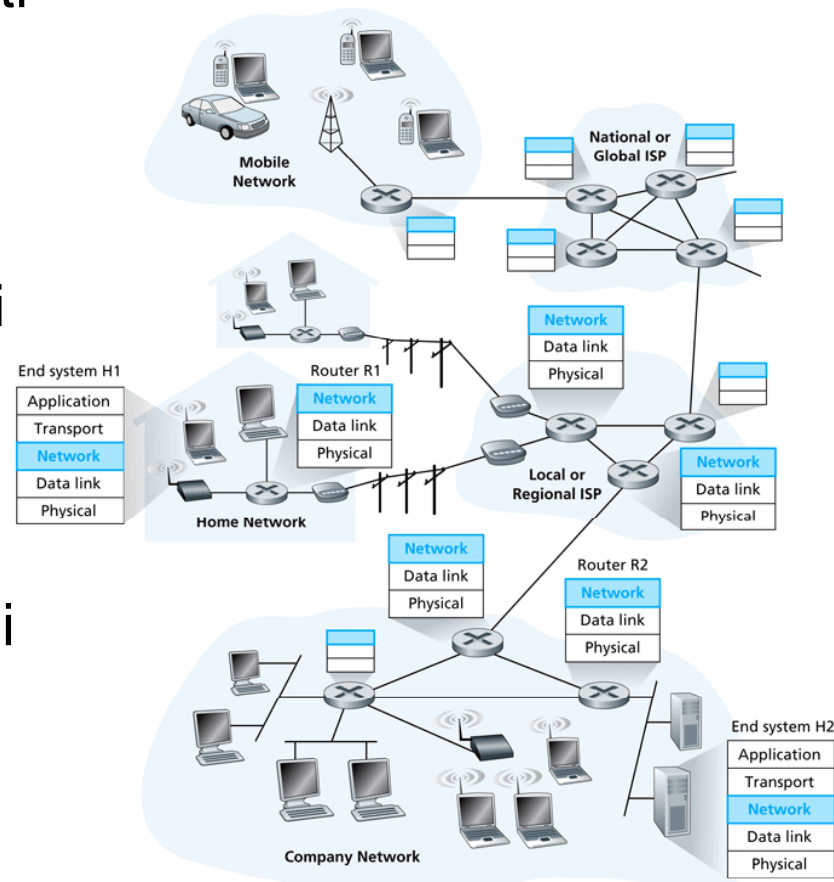 Mobile
Network
National or
Global ISP
End system H1
Application
Transport
Network
Data link
Physical
Router R1
Network
Data link
Physical
Network
Data link
Physical
Home Network
Local or
Regional ISP
Network
Data link
Physical
Network
Data link
Physical
Router R2
Network
Data link
Physical
End system H2
Application
Transport
Network
Data link
Physical
Company Network
i
i